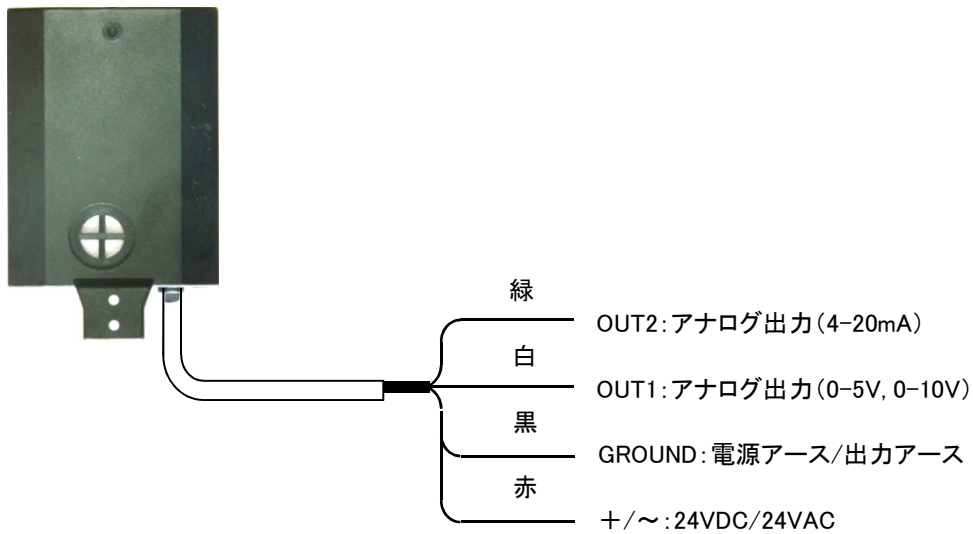 緑
OUT2:アナログ出力(4-20mA)
白
OUT1:アナログ出力(0-5V, 0-10V)
黒
GROUND:電源アース/出力アース
赤
+/~:24VDC/24VAC